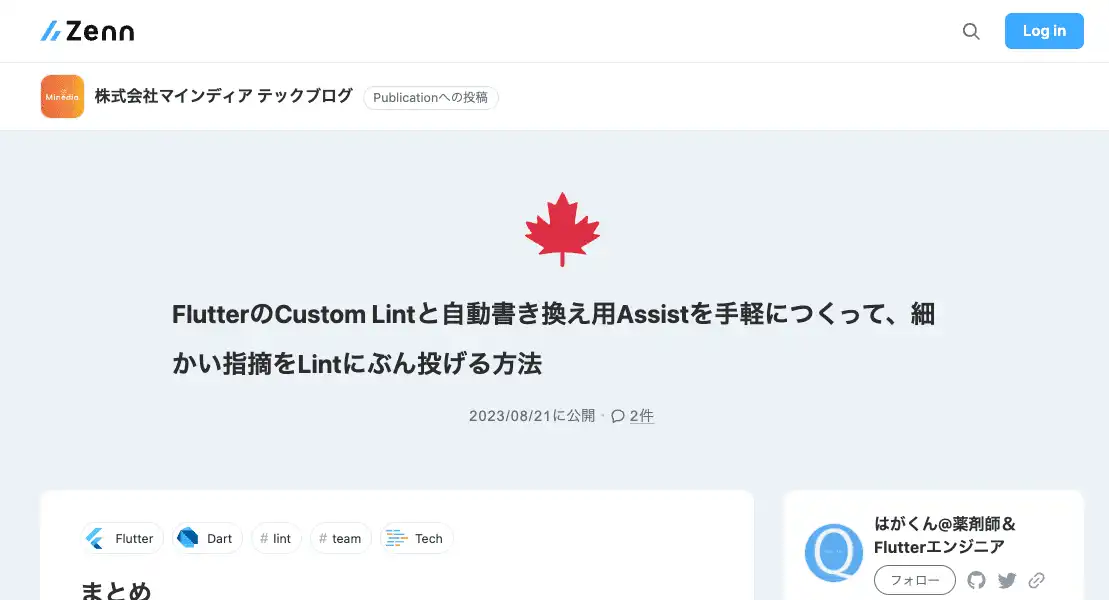 Zenn
Log in
Minedia
株式会社マインディア テックブログ
Publicationへの投稿
FlutterのCustom Lintと自動書き換え用Assistを手軽につくって、細
かい指摘をLintにぶん投げる方法
2023/08/21に公開・2件
Flutter
Dart
# lint
# team
Tech
まとめ
はがくん@薬剤師&
Flutterエンジニア
フォロー